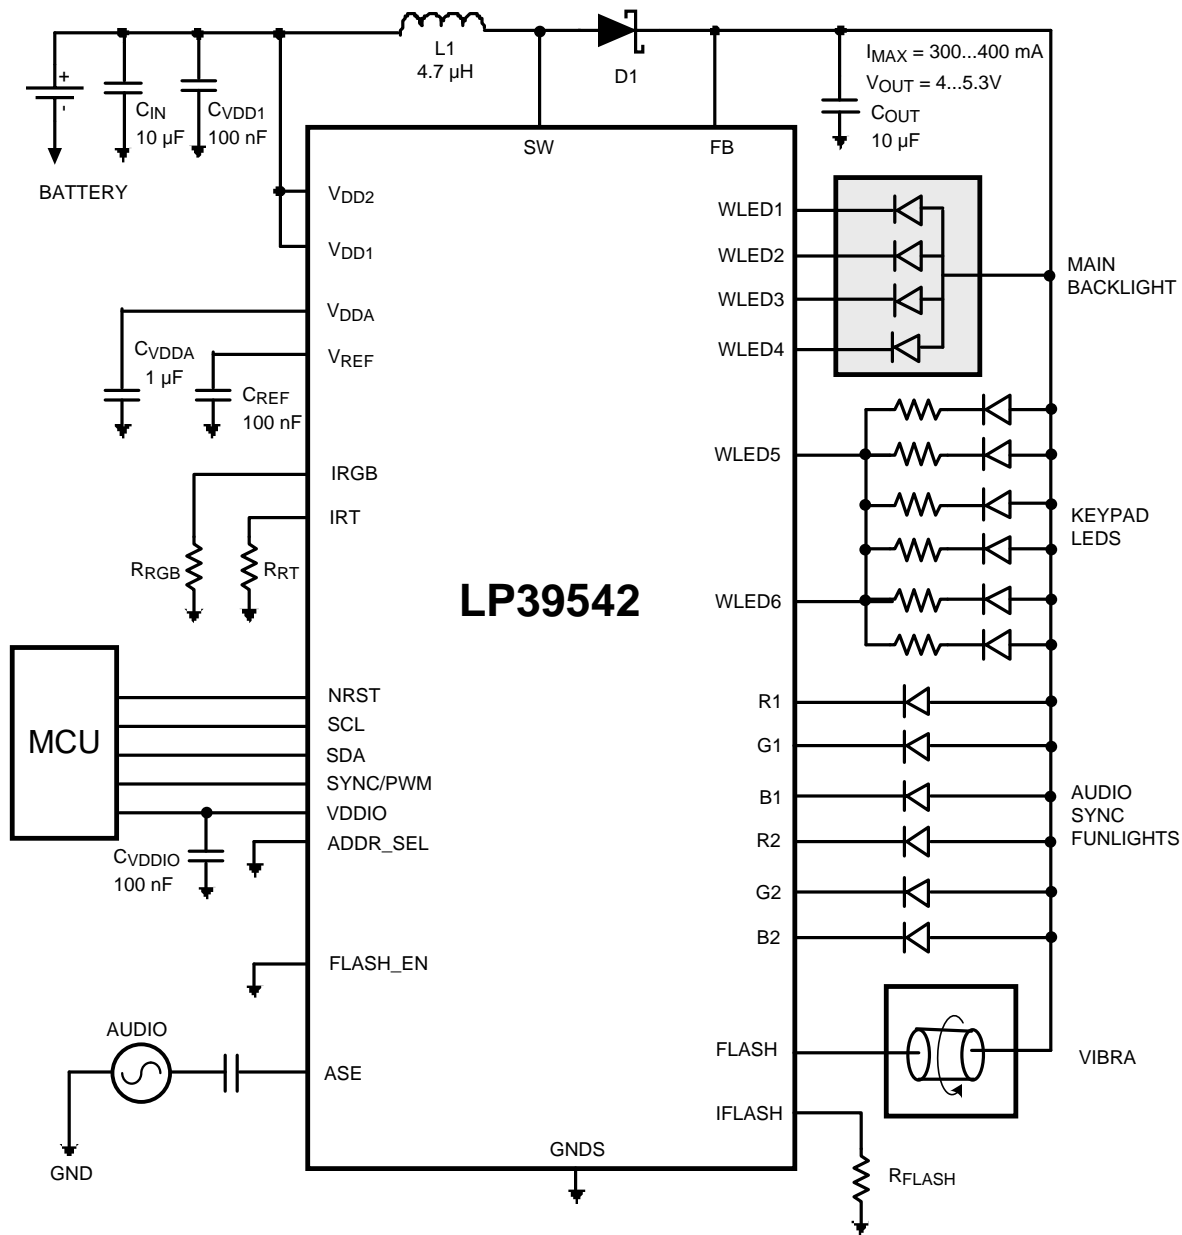 L1
4.7 µH
D1
IMAX = 300...400 mA
VOUT = 4...5.3V
COUT
10 µF
+
-
CIN
10 µF
CVDD1
100 nF
BATTERY
SW
FB
VDD2
VDD1
VDDA
VREF
CVDDA
1 µF
CREF
100 nF
IRGB
IRT
RRGB
RRT
LP39542
MCU
NRST
SCL
SDA
SYNC/PWM
VDDIO
ADDR_SEL
CVDDIO
100 nF
FLASH_EN
AUDIO
ASE
GND
GNDS
WLED1
WLED2
WLED3
WLED4
MAIN
BACKLIGHT
WLED5
WLED6
KEYPAD
LEDS
R1
G1
B1
R2
G2
B2
AUDIO
SYNC
FUNLIGHTS
FLASH
VIBRA
IFLASH
RFLASH